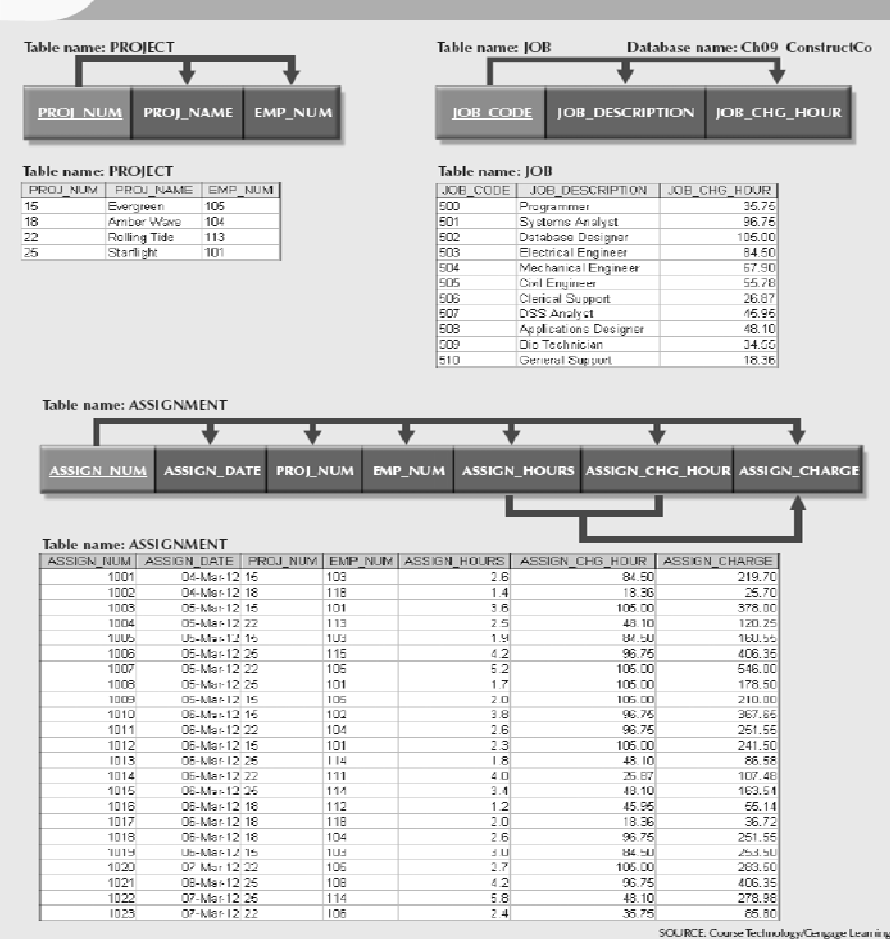 Table name: PROJECT
PROJ_NUM PROJ_NAME EMP_NUM
Table name: JOB Database name: Ch09_ConstructCo
JOB_CODE JOB_DESCRIPTION JOB_CHG_HOUR
Table name: PROJECT
PROJ_NUM PROJ_NAME EMP_NUM
15 Evergreen 105
18 Amber Wave 104
22 Rolling Tide 113
25 Starflight 101
Table name: JOB
JOB_CODE JOB_DESCRIPTION JOB_CHG_HOUR
500 Programmer 35.75
501 Systems Analyst 96.75
502 Database Designer 105.00
503 Electrical Engineer 84.50
504 Mechanical Engineer 67.90
505 Civil Engineer 55.78
506 Clerical Support 26.87
507 DSS Analyst 45.95
508 Applications Designer 48.10
509 Bio Technician 34.55
510 General Support 18.36
Table name: ASSIGNMENT
ASSIGN_NUM ASSIGN_DATE PROJ_NUM EMP_NUM ASSIGN_HOURS ASSIGN_CHG_HOUR ASSIGN_CHARGE
Table name: ASSIGNMENT
ASSIGN_NUM ASSIGN_DATE PROJ_NUM EMP_NUM ASSIGN_HOURS ASSIGN_CHG_HOUR ASSIGN_CHARGE
1001 04-Mar-12 15 103 2.6 84.50 219.70
1002 04-Mar-12 18 118 1.4 18.36 25.70
1003 05-Mar-12 15 101 3.6 105.00 378.00
1004 05-Mar-12 22 113 2.5 48.10 120.25
1005 05-Mar-12 15 103 1.9 84.50 160.55
1006 05-Mar-12 25 115 4.2 96.75 406.35
1007 05-Mar-12 22 105 5.2 105.00 546.00
1008 05-Mar-12 25 101 1.7 105.00 178.50
1009 05-Mar-12 15 105 2.0 105.00 210.00
1010 06-Mar-12 15 102 3.8 96.75 367.65
1011 06-Mar-12 22 104 2.6 96.75 251.55
1012 06-Mar-12 15 101 2.3 105.00 241.50
1013 06-Mar-12 25 114 1.8 48.10 86.58
1014 06-Mar-12 22 111 4.0 26.87 107.48
1015 06-Mar-12 25 114 3.4 48.10 163.54
1016 06-Mar-12 18 112 1.2 45.95 55.14
1017 06-Mar-12 18 118 2.0 18.36 36.72
1018 06-Mar-12 18 104 2.6 96.75 251.55
1019 06-Mar-12 15 103 3.0 84.50 253.50
1020 07-Mar-12 22 105 2.7 105.00 283.50
1021 08-Mar-12 25 108 4.2 96.75 406.35
1022 07-Mar-12 25 114 5.8 48.10 278.98
1023 07-Mar-12 22 106 2.4 35.75 85.80
SOURCE: Course Technology/Cengage Learning